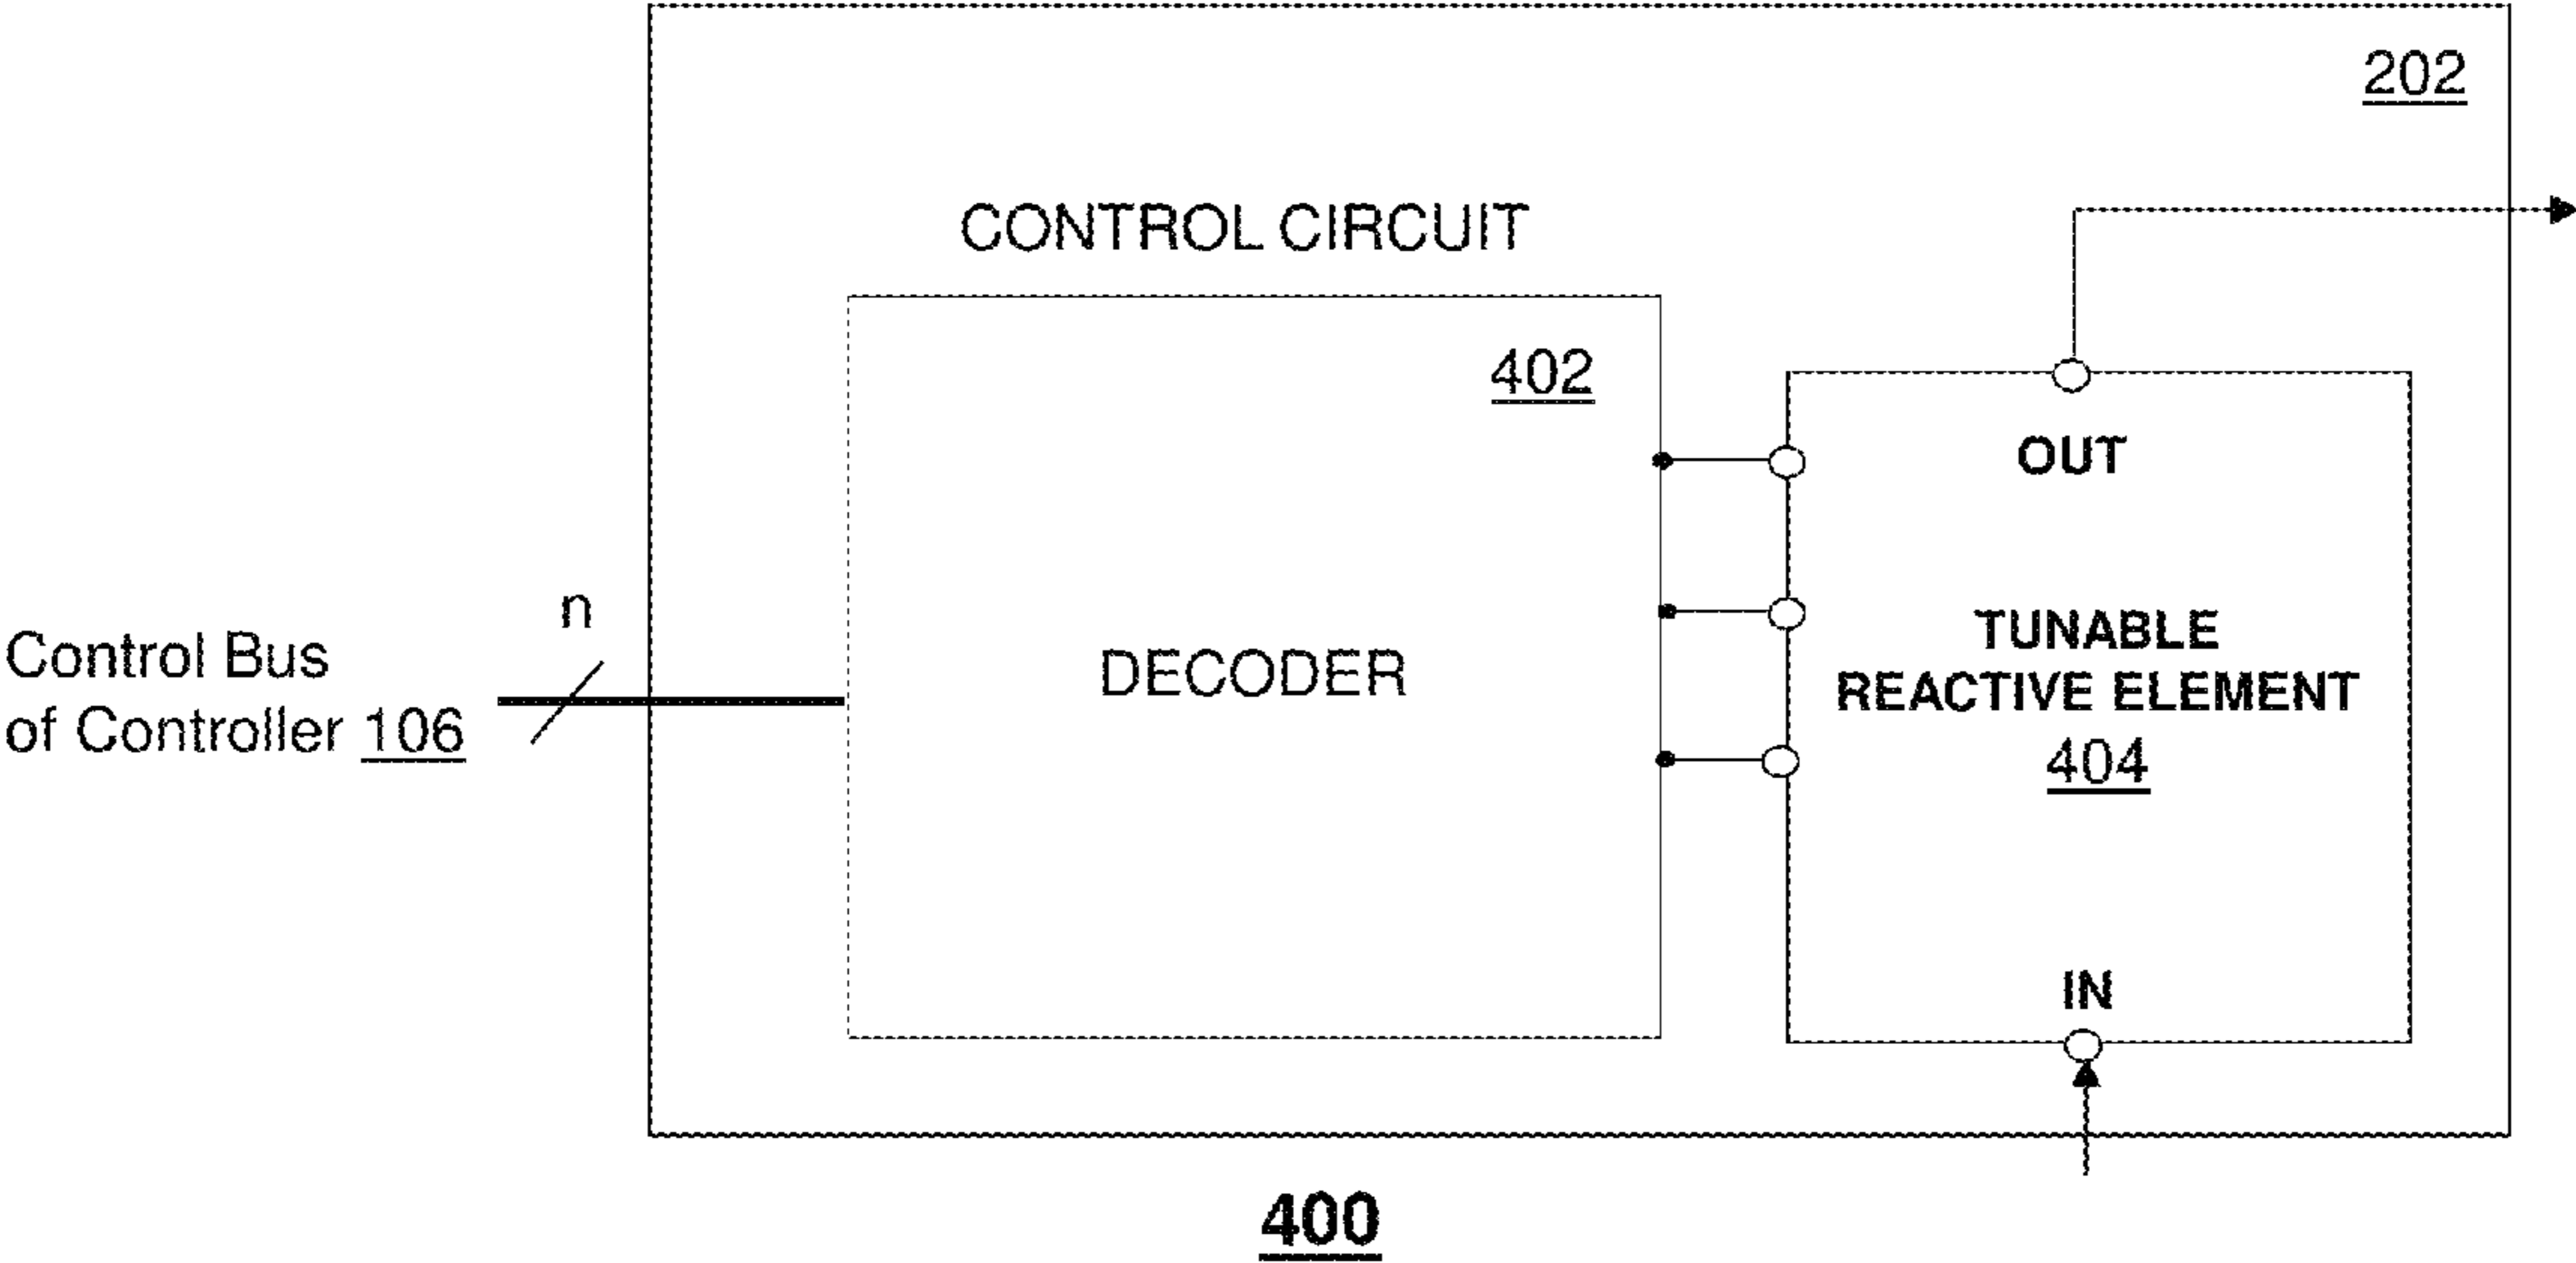 202
CONTROL CIRCUIT
402
OUT
n
Control Bus
of Controller 106
DECODER
TUNABLE
REACTIVE ELEMENT
404
IN
400